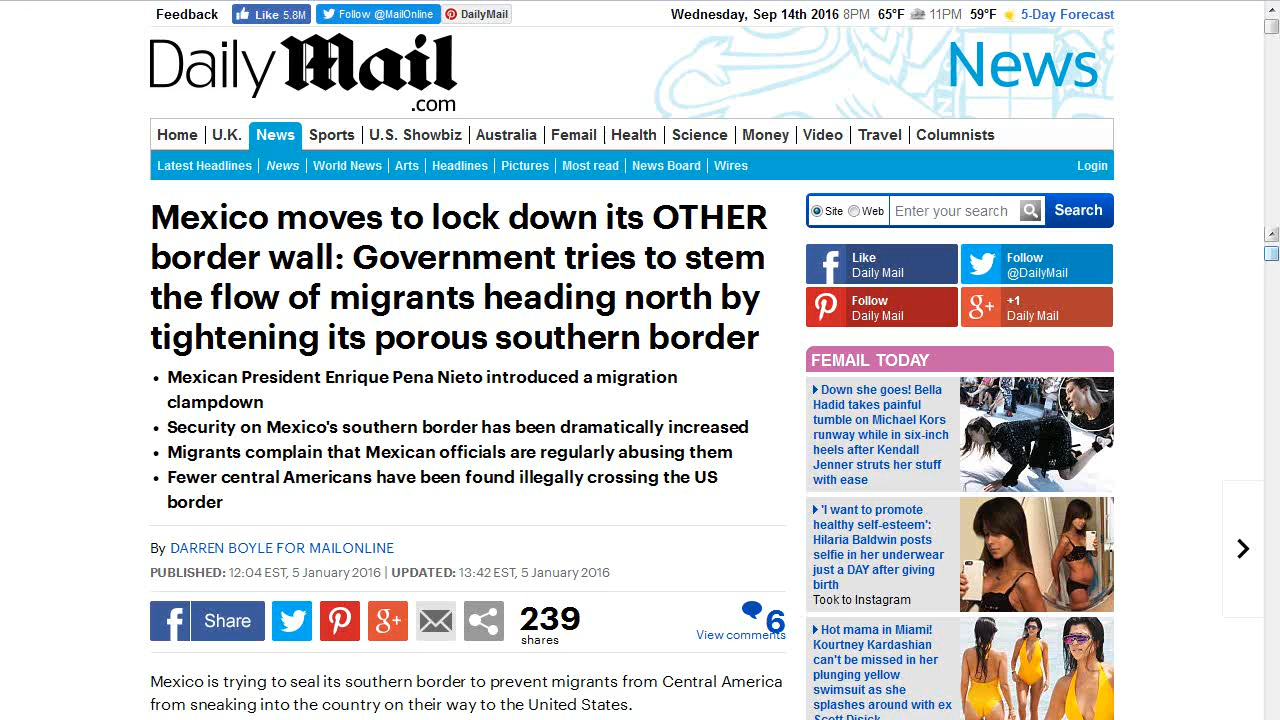 Feedback Like 5.8M Follow @MailOnline DailyMail Wednesday, Sep 14th 2016 8PM 65°F 11PM 59°F 5-Day Forecast
Daily Mail
.com
News
Home U.K. News Sports U.S. Showbiz Australia Femail Health Science Money Video Travel Columnists
Latest Headlines News World News Arts Headlines Pictures Most read News Board Wires Login
Mexico moves to lock down its OTHER
border wall: Government tries to stem
the flow of migrants heading north by
tightening its porous southern border
• Mexican President Enrique Pena Nieto introduced a migration
clampdown
• Security on Mexico's southern border has been dramatically increased
• Migrants complain that Mexican officials are regularly abusing them
• Fewer central Americans have been found illegally crossing the US
border
By DARREN BOYLE FOR MAILONLINE
PUBLISHED: 12:04 EST, 5 January 2016 | UPDATED: 13:42 EST, 5 January 2016
Share
239
shares
6
View comments
Mexico is trying to seal its southern border to prevent migrants from Central America
from sneaking into the country on their way to the United States.
Site Web Enter your search Search
Like
Daily Mail
Follow
@DailyMail
Follow
Daily Mail
+1
Daily Mail
FEMAIL TODAY
Down she goes! Bella
Hadid takes painful
tumble on Michael Kors
runway while in six-inch
heels after Kendall
Jenner struts her stuff
with ease
'I want to promote
healthy self-esteem':
Hilaria Baldwin posts
selfie in her underwear
just a DAY after giving
birth
Took to Instagram
Hot mama in Miami!
Kourtney Kardashian
can't be missed in her
plunging yellow
swimsuit as she
splashes around with ex
Scott Disick